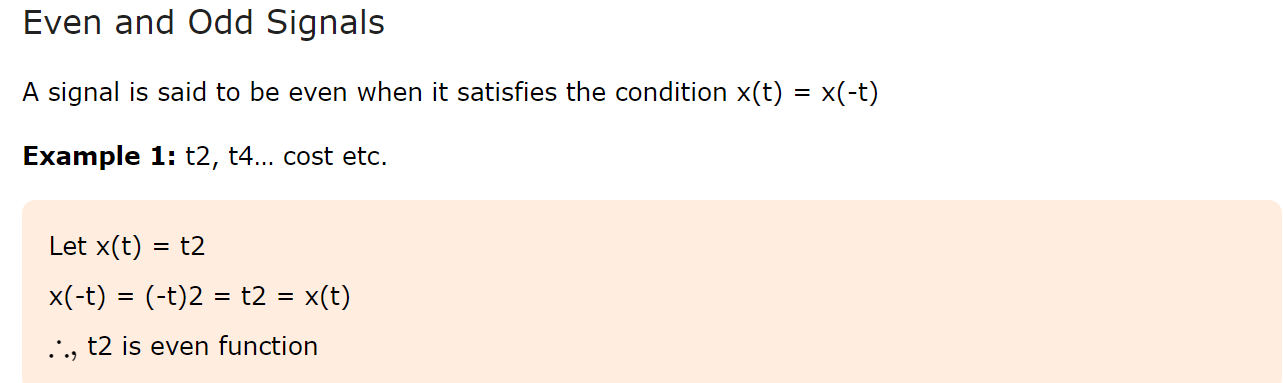 Even and Odd Signals
A signal is said to be even when it satisfies the condition x(t) = x(-t)
Example 1: t2, t4… cost etc.
Let x(t) = t2
x(-t) = (-t)2 = t2 = x(t)
∴, t2 is even function